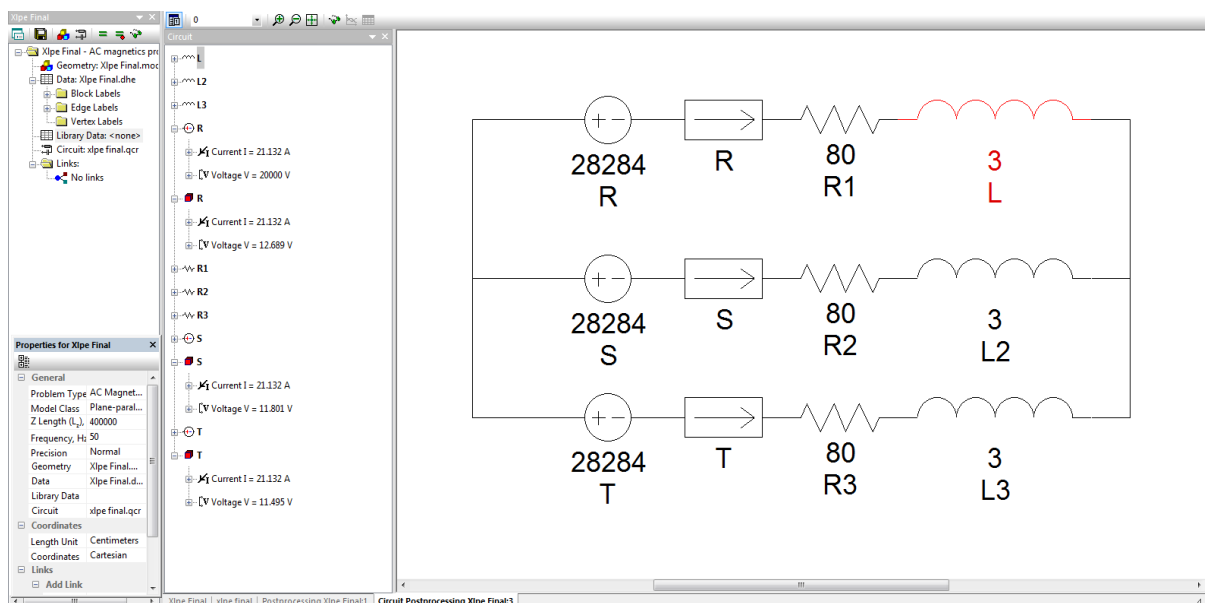 Xlpe Final
Xlpe Final - AC magnetics pro
Geometry: Xlpe Final.mod
Data: Xlpe Final.dhe
Block Labels
Edge Labels
Vertex Labels
Library Data: <none>
Circuit: xlpe final.qcr
Links:
No links
Properties for Xlpe Final
General
Problem Type AC Magnet...
Model Class Plane-paral...
Z Length (Lz), 400000
Frequency, Hz 50
Precision Normal
Geometry Xlpe Final....
Data Xlpe Final.d...
Library Data
Circuit xlpe final.qcr
Coordinates
Length Unit Centimeters
Coordinates Cartesian
Links
Add Link
0
Circuit
L
L2
L3
R
Current I = 21.132 A
Voltage V = 20000 V
R
Current I = 21.132 A
Voltage V = 12.689 V
R1
R2
R3
S
S
Current I = 21.132 A
Voltage V = 11.801 V
T
T
Current I = 21.132 A
Voltage V = 11.495 V
28284 R 80 3
R R1 L
28284 S 80 3
S R2 L2
28284 T 80 3
T R3 L3
Xlpe Final xlpe final Postprocessing Xlpe Final:1 Circuit Postprocessing Xlpe Final:3